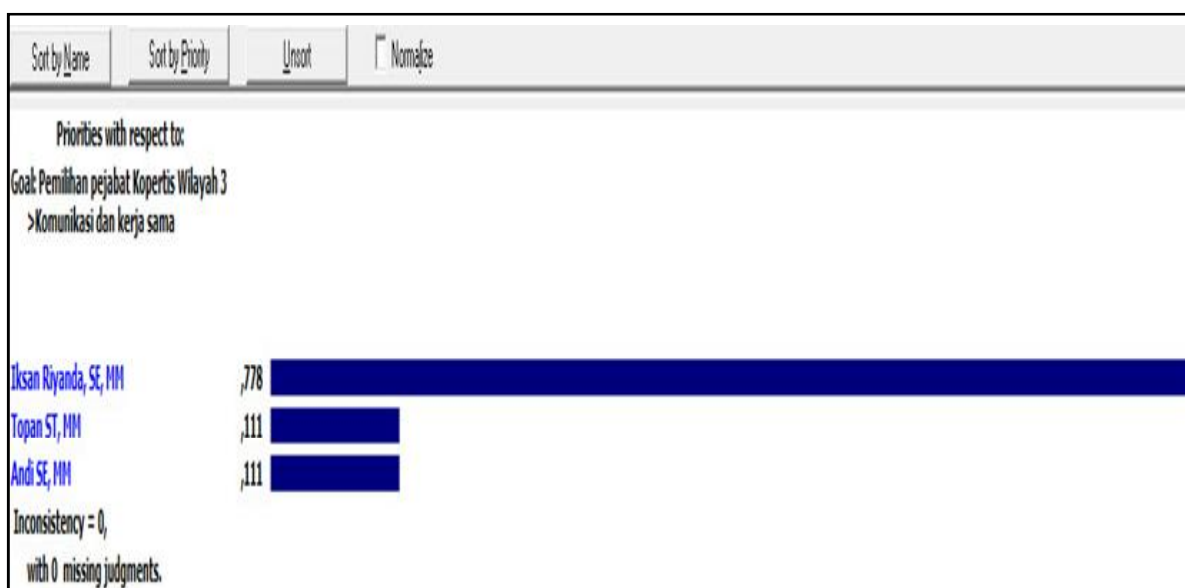 Sort by Name Sort by Priority Unsort Normalize
Priorities with respect to:
Goal: Pemilihan pejabat Kopertis Wilayah 3
>Komunikasi dan kerja sama
Iksan Riyanda, SE, MM ,778
Topan ST, MM ,111
Andi SE, MM ,111
Inconsistency = 0,
with 0 missing judgments.